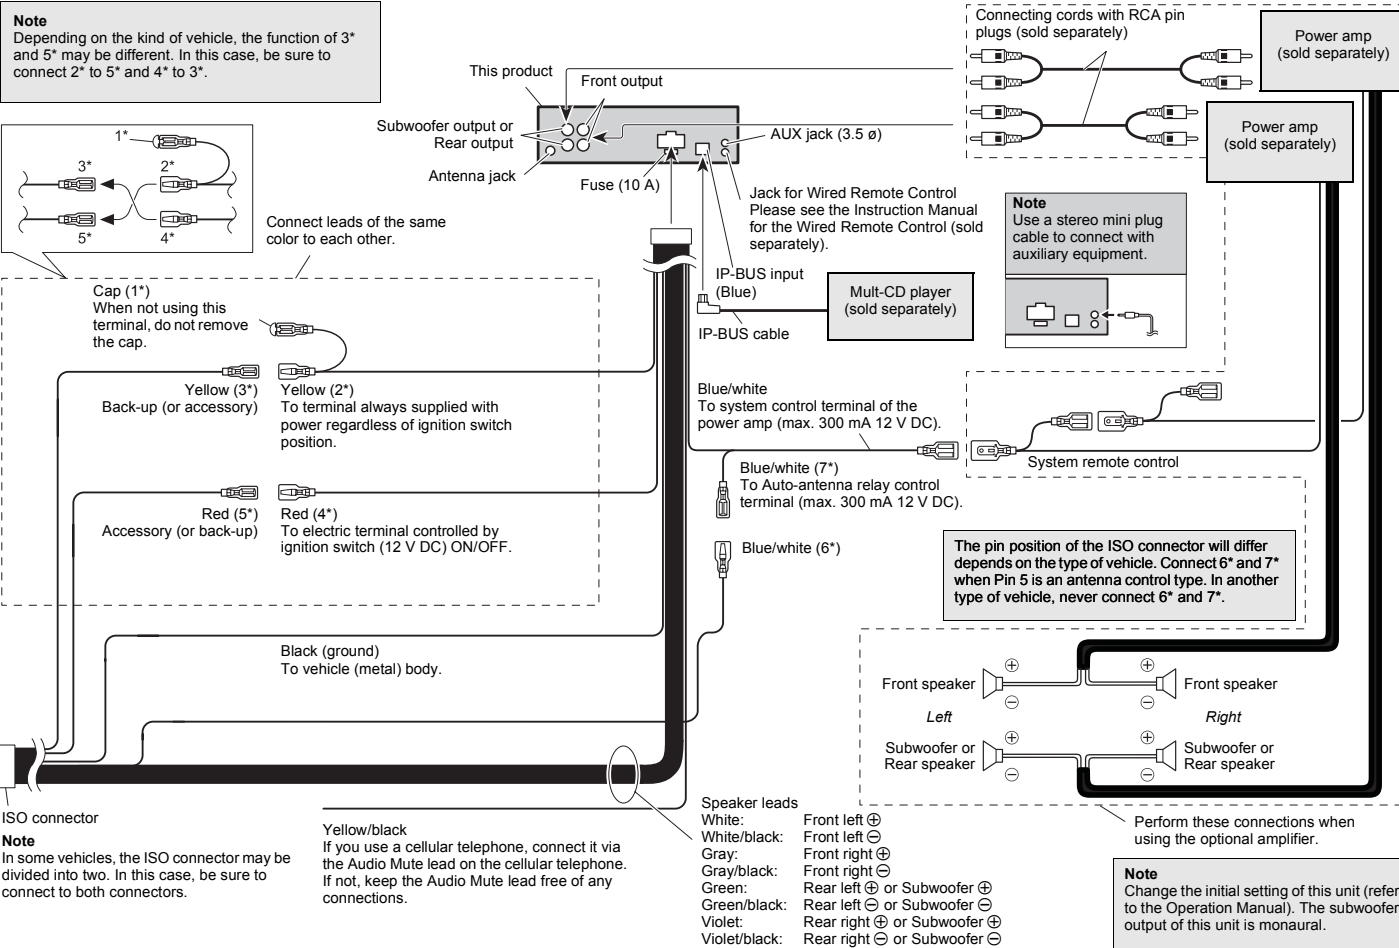 Note
Depending on the kind of vehicle, the function of 3*
and 5* may be different. In this case, be sure to
connect 2* to 5* and 4* to 3*.
Connecting cords with RCA pin
plugs (sold separately)
Power amp
(sold separately)
Power amp
(sold separately)
This product
Front output
Subwoofer output or
Rear output
AUX jack (3.5 ø)
Antenna jack
Fuse (10 A)
Jack for Wired Remote Control
Please see the Instruction Manual
for the Wired Remote Control (sold
separately).
Note
Use a stereo mini plug
cable to connect with
auxiliary equipment.
1*
3*
2*
5*
4*
Connect leads of the same
color to each other.
IP-BUS input
(Blue)
Mult-CD player
(sold separately)
IP-BUS cable
Cap (1*)
When not using this
terminal, do not remove
the cap.
Yellow (3*)
Back-up (or accessory)
Yellow (2*)
To terminal always supplied with
power regardless of ignition switch
position.
Blue/white
To system control terminal of the
power amp (max. 300 mA 12 V DC).
System remote control
Blue/white (7*)
To Auto-antenna relay control
terminal (max. 300 mA 12 V DC).
Red (5*)
Accessory (or back-up)
Red (4*)
To electric terminal controlled by
ignition switch (12 V DC) ON/OFF.
Blue/white (6*)
The pin position of the ISO connector will differ
depends on the type of vehicle. Connect 6* and 7*
when Pin 5 is an antenna control type. In another
type of vehicle, never connect 6* and 7*.
Black (ground)
To vehicle (metal) body.
Front speaker
⊕
⊖
⊕
⊖
Front speaker
Left
Right
Subwoofer or
Rear speaker
⊕
⊖
⊕
⊖
Subwoofer or
Rear speaker
Perform these connections when
using the optional amplifier.
ISO connector
Note
In some vehicles, the ISO connector may be
divided into two. In this case, be sure to
connect to both connectors.
Yellow/black
If you use a cellular telephone, connect it via
the Audio Mute lead on the cellular telephone.
If not, keep the Audio Mute lead free of any
connections.
Speaker leads
White: Front left ⊕
White/black: Front left ⊖
Gray: Front right ⊕
Gray/black: Front right ⊖
Green: Rear left ⊕ or Subwoofer ⊕
Green/black: Rear left ⊖ or Subwoofer ⊖
Violet: Rear right ⊕ or Subwoofer ⊕
Violet/black: Rear right ⊖ or Subwoofer ⊖
Note
Change the initial setting of this unit (refer
to the Operation Manual). The subwoofer
output of this unit is monaural.